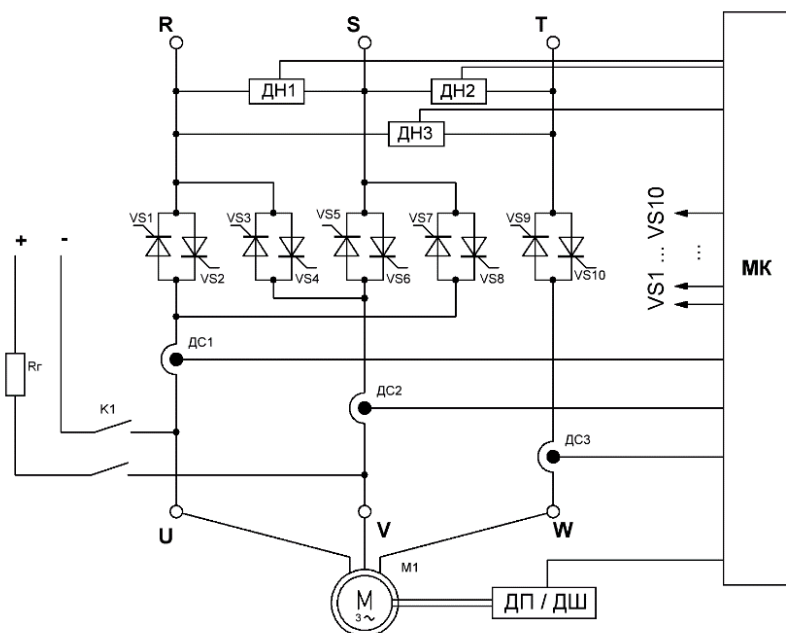 R S T
ДН1 ДН2
ДН3
VS1 VS3 VS5 VS7 VS9
VS2 VS4 VS6 VS8 VS10
VS1 ... VS10
...
МК
+ -
Rг
ДС1
K1
ДС2
ДС3
U V W
M1
M
3~
ДП / ДШ